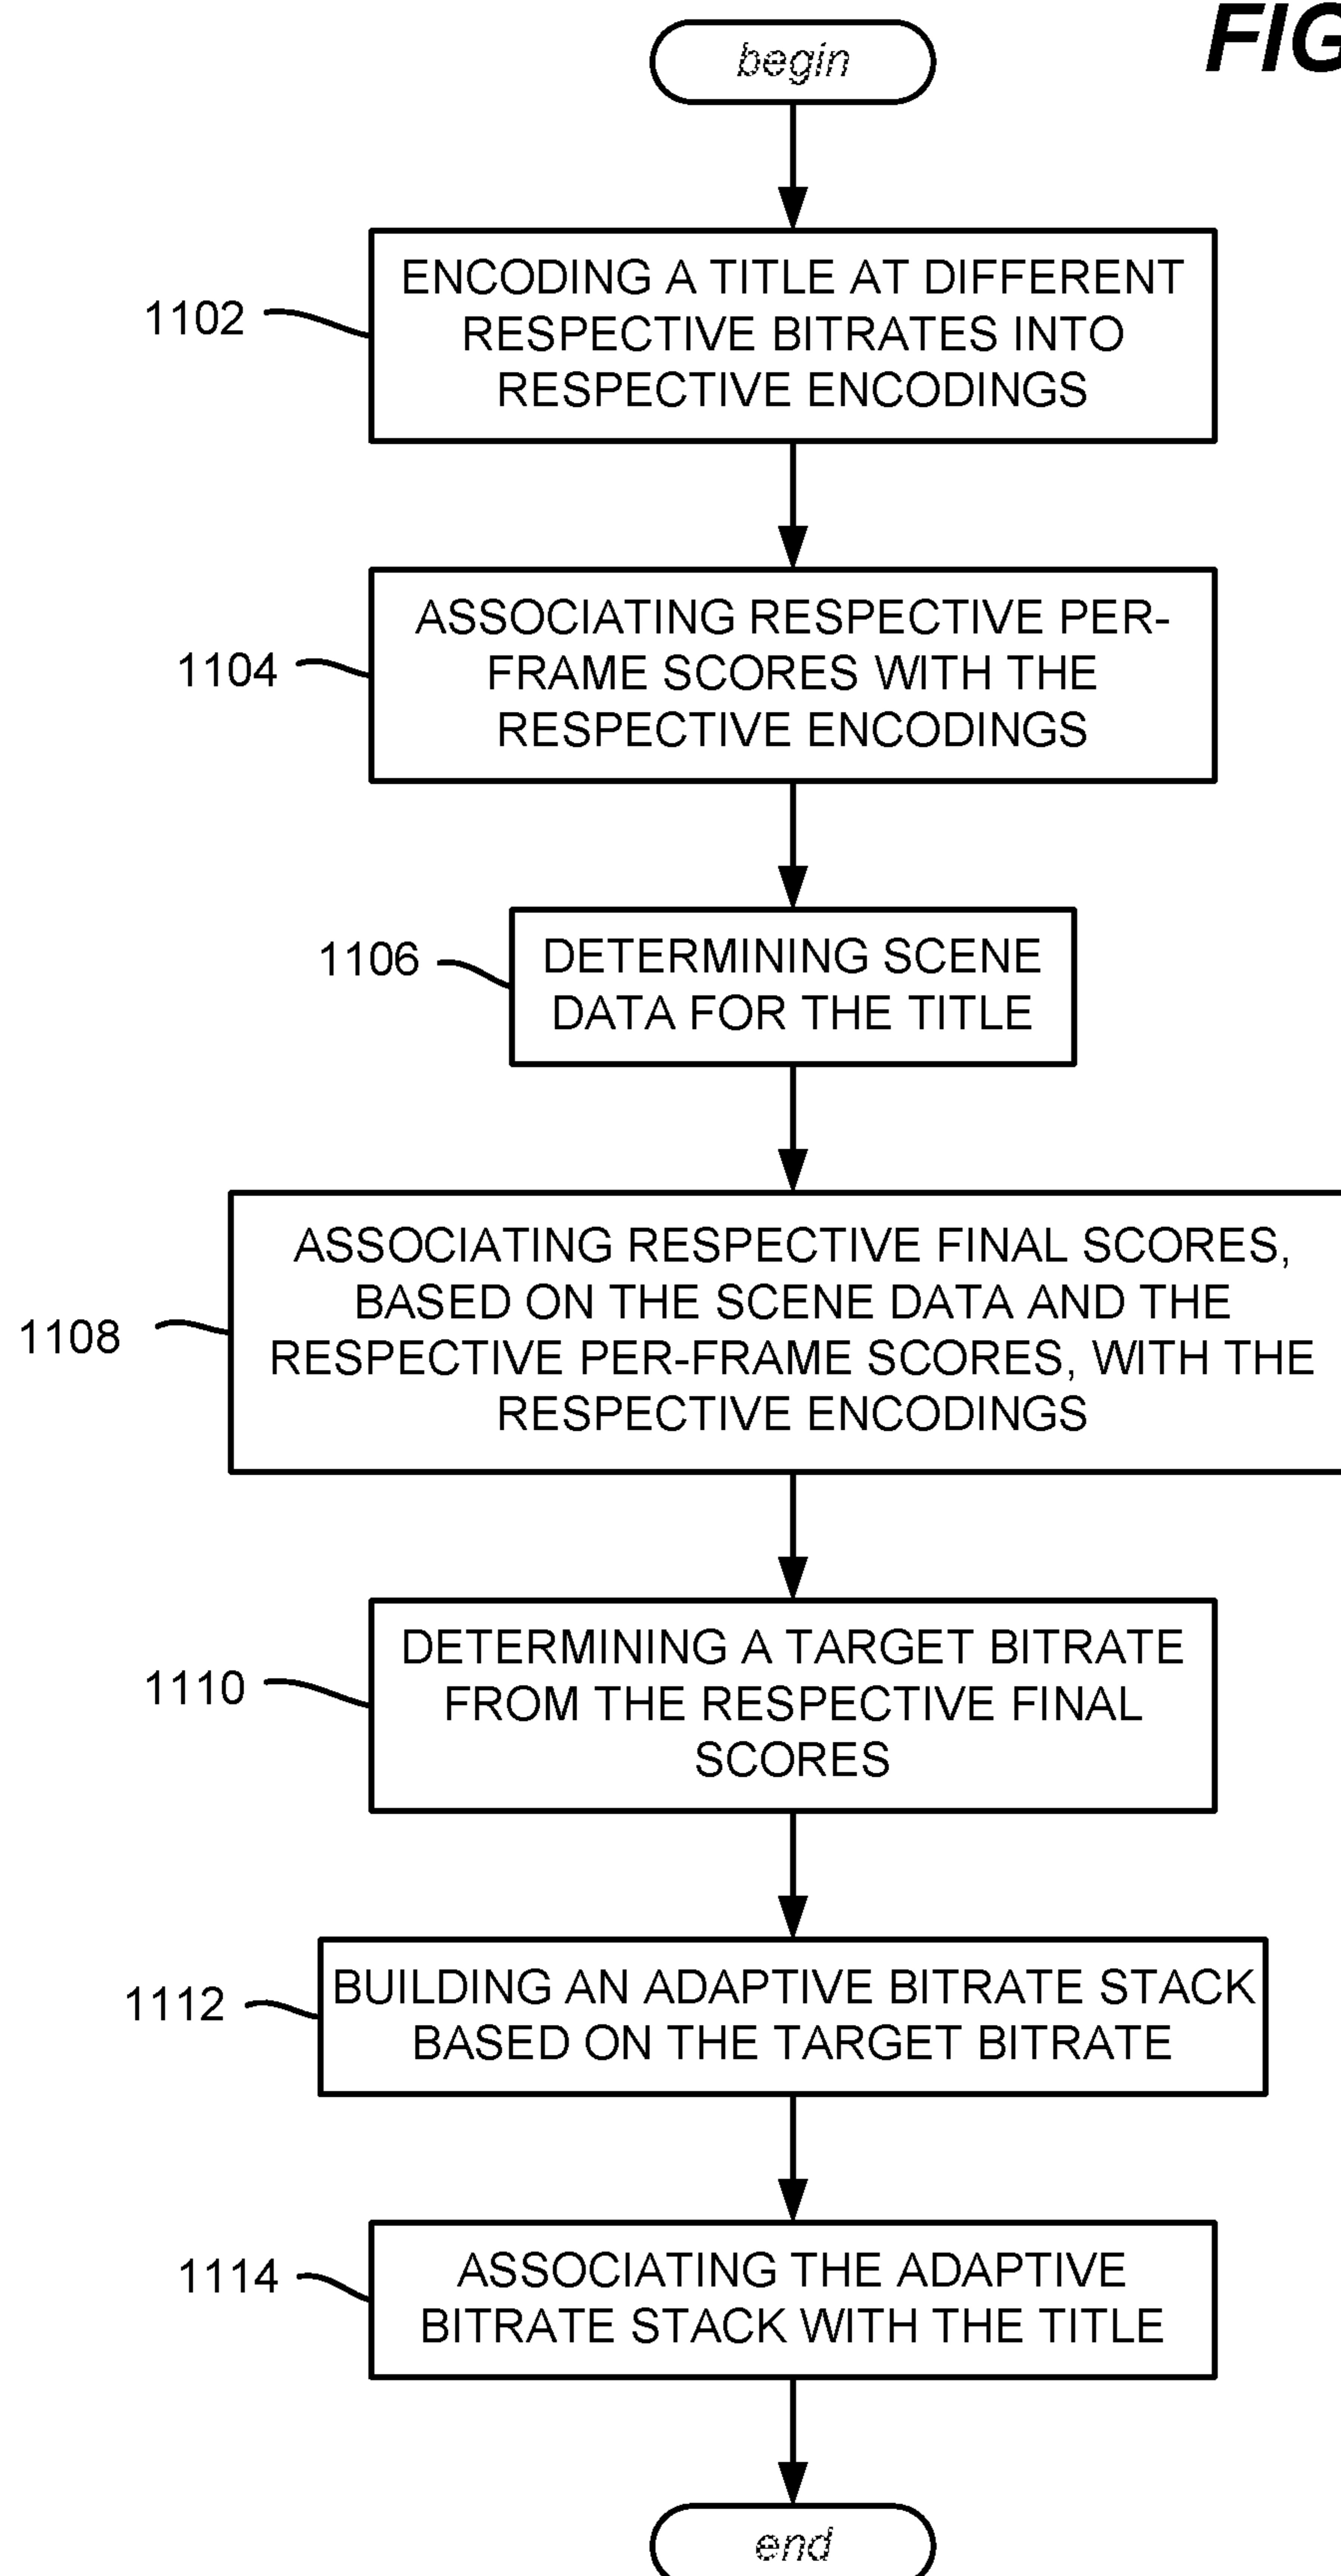 FIG
begin
1102
ENCODING A TITLE AT DIFFERENT
RESPECTIVE BITRATES INTO
RESPECTIVE ENCODINGS
1104
ASSOCIATING RESPECTIVE PER-
FRAME SCORES WITH THE
RESPECTIVE ENCODINGS
1106
DETERMINING SCENE
DATA FOR THE TITLE
1108
ASSOCIATING RESPECTIVE FINAL SCORES,
BASED ON THE SCENE DATA AND THE
RESPECTIVE PER-FRAME SCORES, WITH THE
RESPECTIVE ENCODINGS
1110
DETERMINING A TARGET BITRATE
FROM THE RESPECTIVE FINAL
SCORES
1112
BUILDING AN ADAPTIVE BITRATE STACK
BASED ON THE TARGET BITRATE
1114
ASSOCIATING THE ADAPTIVE
BITRATE STACK WITH THE TITLE
end